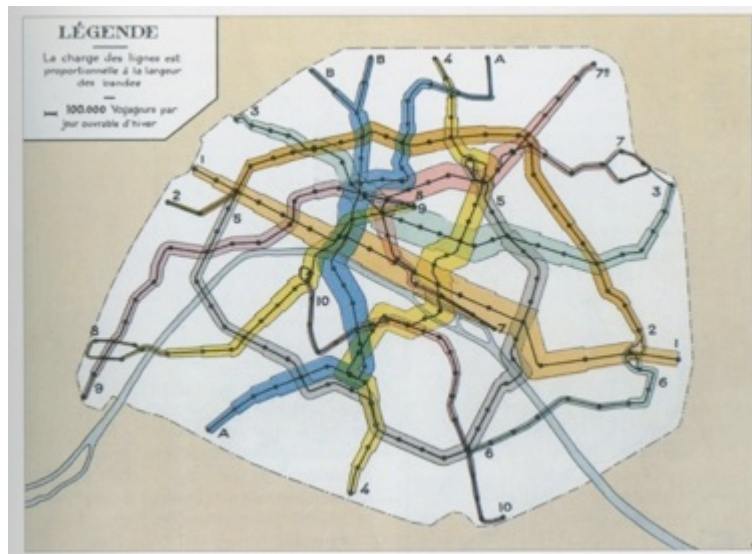 LÉGENDE
La charge des lignes est
proportionnelle à la largeur
des bandes
100.000 Voyageurs par
jour ouvrable d'hiver
4
A
B
B
7
3
7
1
3
2
8
9
5
5
10
7
8
2
1
9
6
A
6
4
10